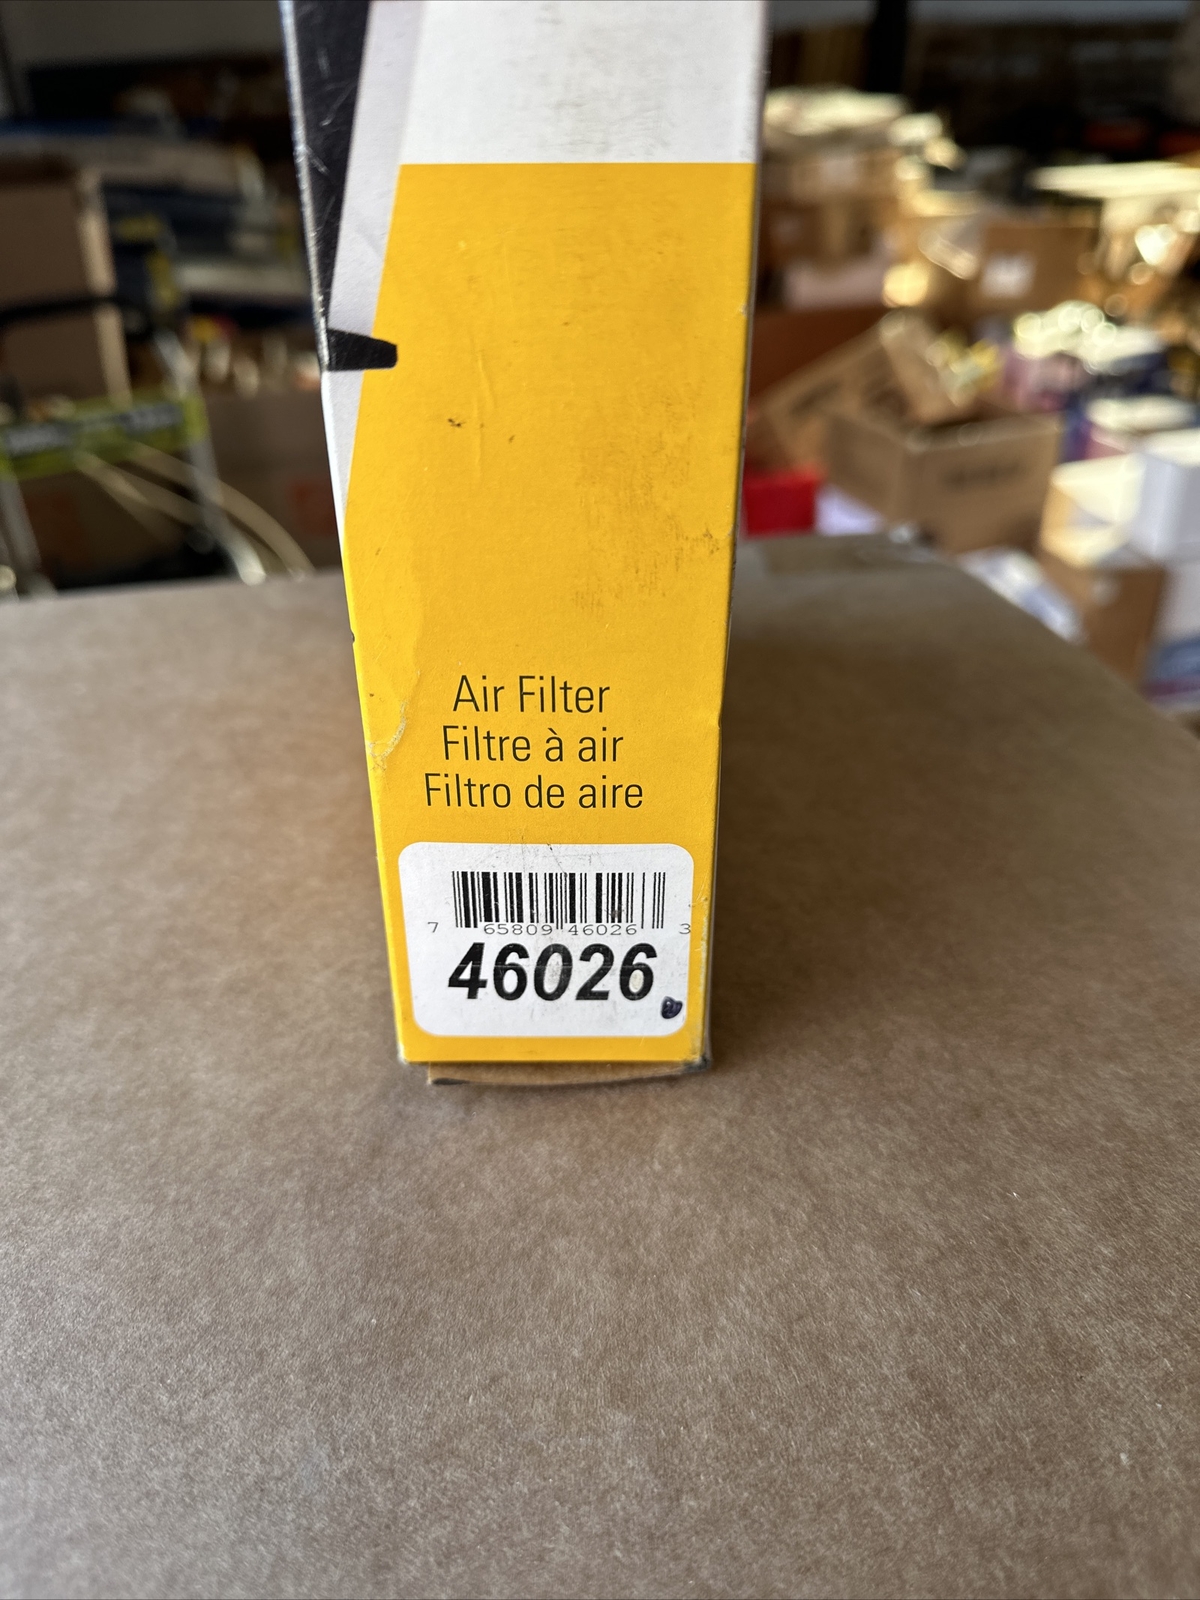 Air Filter
Filtre à air
Filtro de aire
7 65809 46026 3
46026